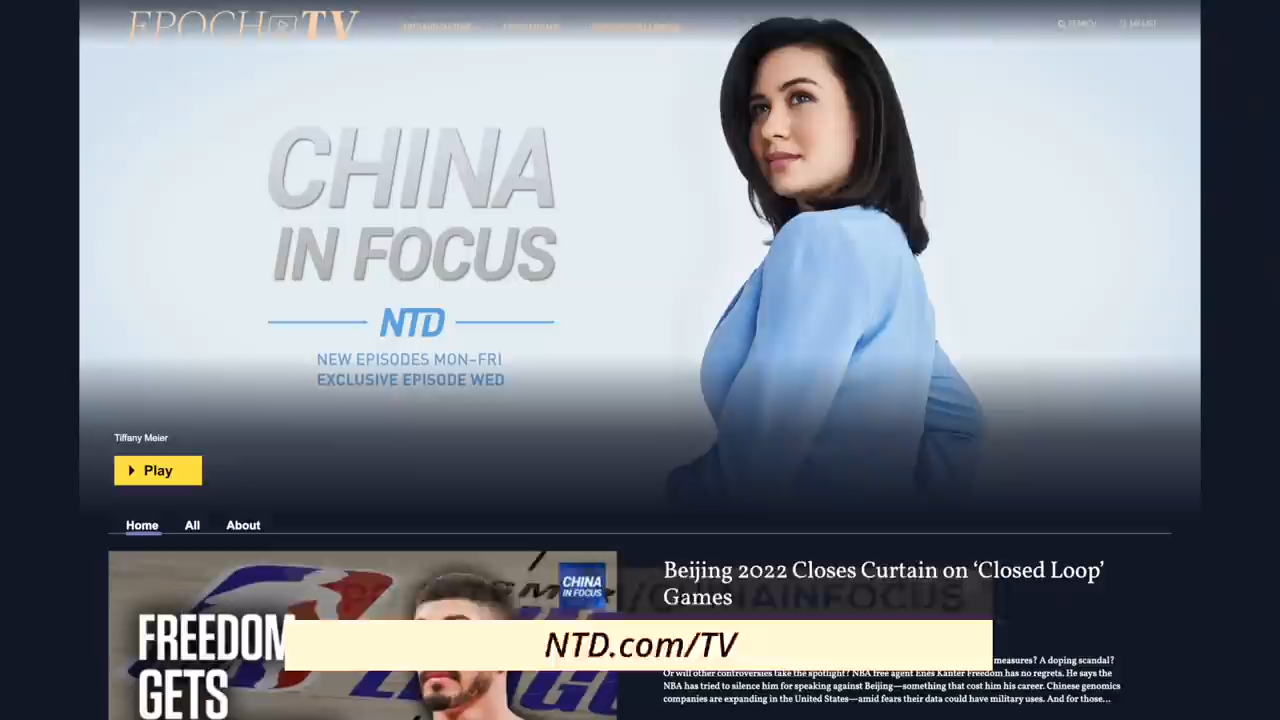 EPOCH TV
SEARCH
MY LIST
CHINA
IN FOCUS
NTD
NEW EPISODES MON–FRI
EXCLUSIVE EPISODE WED
Tiffany Meier
Play
Home All About
CHINA
IN FOCUS
FREEDOM
GETS
Beijing 2022 Closes Curtain on ‘Closed Loop’
Games
NTD.com/TV
measures? A doping scandal?
Or will other controversies take the spotlight? NBA free agent Enes Kanter Freedom has no regrets. He says the
NBA has tried to silence him for speaking against Beijing—something that cost him his career. Chinese genomics
companies are expanding in the United States—amid fears their data could have military uses. And for those...